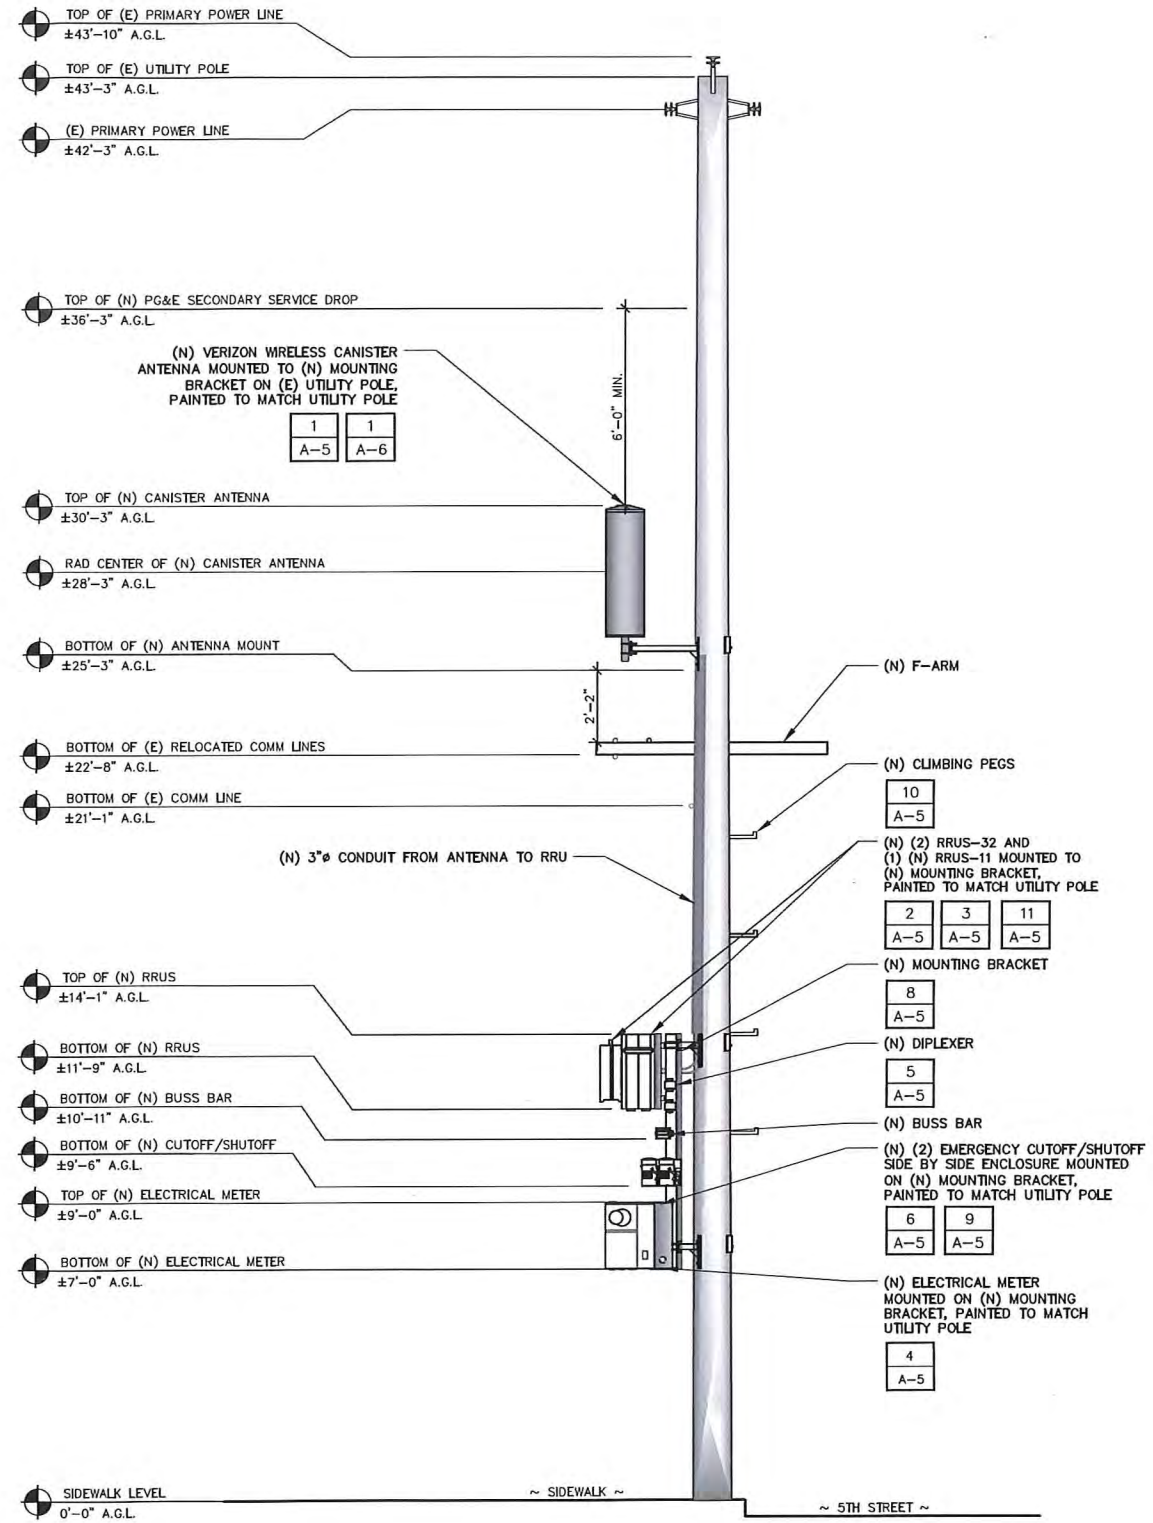 TOP OF (E) PRIMARY POWER LINE
±43'-10" A.G.L.
TOP OF (E) UTILITY POLE
±43'-3" A.G.L.
(E) PRIMARY POWER LINE
±42'-3" A.G.L.
TOP OF (N) PG&E SECONDARY SERVICE DROP
±36'-3" A.G.L.
(N) VERIZON WIRELESS CANISTER
ANTENNA MOUNTED TO (N) MOUNTING
BRACKET ON (E) UTILITY POLE,
PAINTED TO MATCH UTILITY POLE
1 1
A-5 A-6
6'-0" MIN.
TOP OF (N) CANISTER ANTENNA
±30'-3" A.G.L.
RAD CENTER OF (N) CANISTER ANTENNA
±28'-3" A.G.L.
BOTTOM OF (N) ANTENNA MOUNT
±25'-3" A.G.L.
2'-2"
(N) F-ARM
BOTTOM OF (E) RELOCATED COMM LINES
±22'-8" A.G.L.
BOTTOM OF (E) COMM LINE
±21'-1" A.G.L.
(N) CLIMBING PEGS
10
A-5
(N) 3"ø CONDUIT FROM ANTENNA TO RRU
(N) (2) RRUS-32 AND
(1) (N) RRUS-11 MOUNTED TO
(N) MOUNTING BRACKET,
PAINTED TO MATCH UTILITY POLE
2 3 11
A-5 A-5 A-5
(N) MOUNTING BRACKET
8
A-5
TOP OF (N) RRUS
±14'-1" A.G.L.
BOTTOM OF (N) RRUS
±11'-9" A.G.L.
(N) DIPLEXER
5
A-5
BOTTOM OF (N) BUSS BAR
±10'-11" A.G.L.
(N) BUSS BAR
BOTTOM OF (N) CUTOFF/SHUTOFF
±9'-6" A.G.L.
(N) (2) EMERGENCY CUTOFF/SHUTOFF
SIDE BY SIDE ENCLOSURE MOUNTED
ON (N) MOUNTING BRACKET,
PAINTED TO MATCH UTILITY POLE
6 9
A-5 A-5
TOP OF (N) ELECTRICAL METER
±9'-0" A.G.L.
BOTTOM OF (N) ELECTRICAL METER
±7'-0" A.G.L.
(N) ELECTRICAL METER
MOUNTED ON (N) MOUNTING
BRACKET, PAINTED TO MATCH
UTILITY POLE
4
A-5
SIDEWALK LEVEL
0'-0" A.G.L.
~ SIDEWALK ~
~ 5TH STREET ~